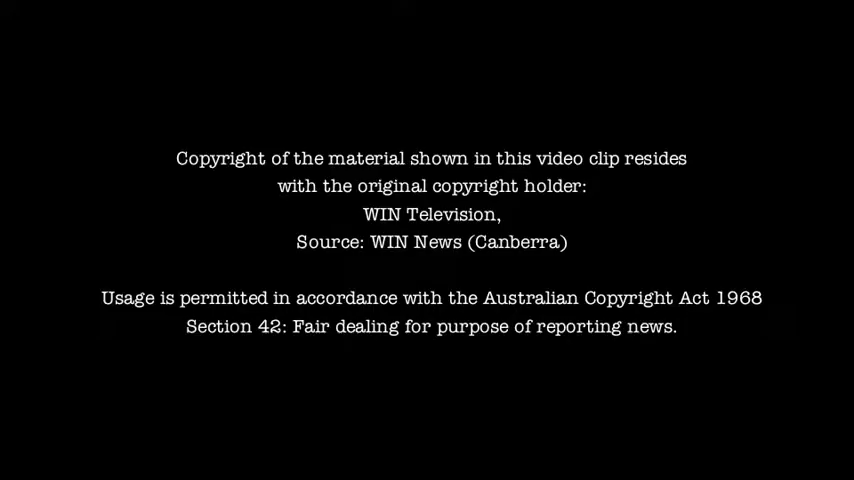 Copyright of the material shown in this video clip resides
with the original copyright holder:
WIN Television,
Source: WIN News (Canberra)
Usage is permitted in accordance with the Australian Copyright Act 1968
Section 42: Fair dealing for purpose of reporting news.